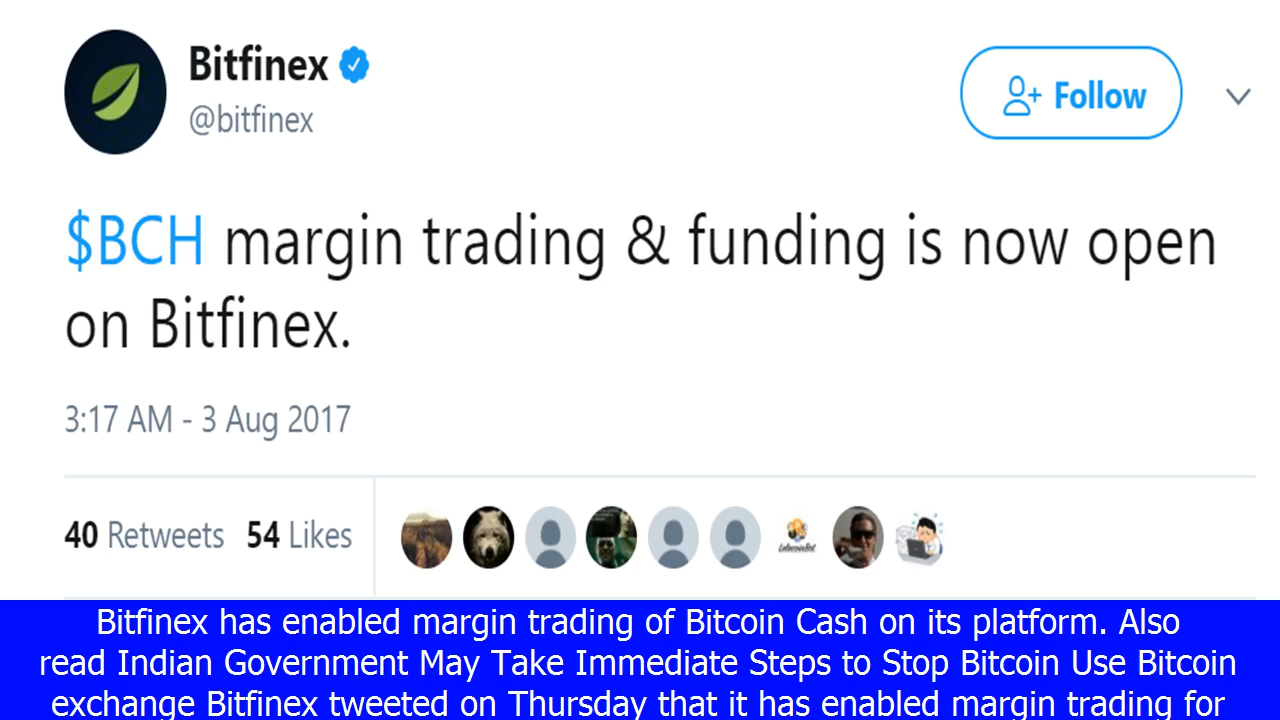 Bitfinex
@bitfinex
Follow
$BCH margin trading & funding is now open
on Bitfinex.
3:17 AM - 3 Aug 2017
40 Retweets 54 Likes
Bitfinex has enabled margin trading of Bitcoin Cash on its platform. Also
read Indian Government May Take Immediate Steps to Stop Bitcoin Use Bitcoin
exchange Bitfinex tweeted on Thursday that it has enabled margin trading for